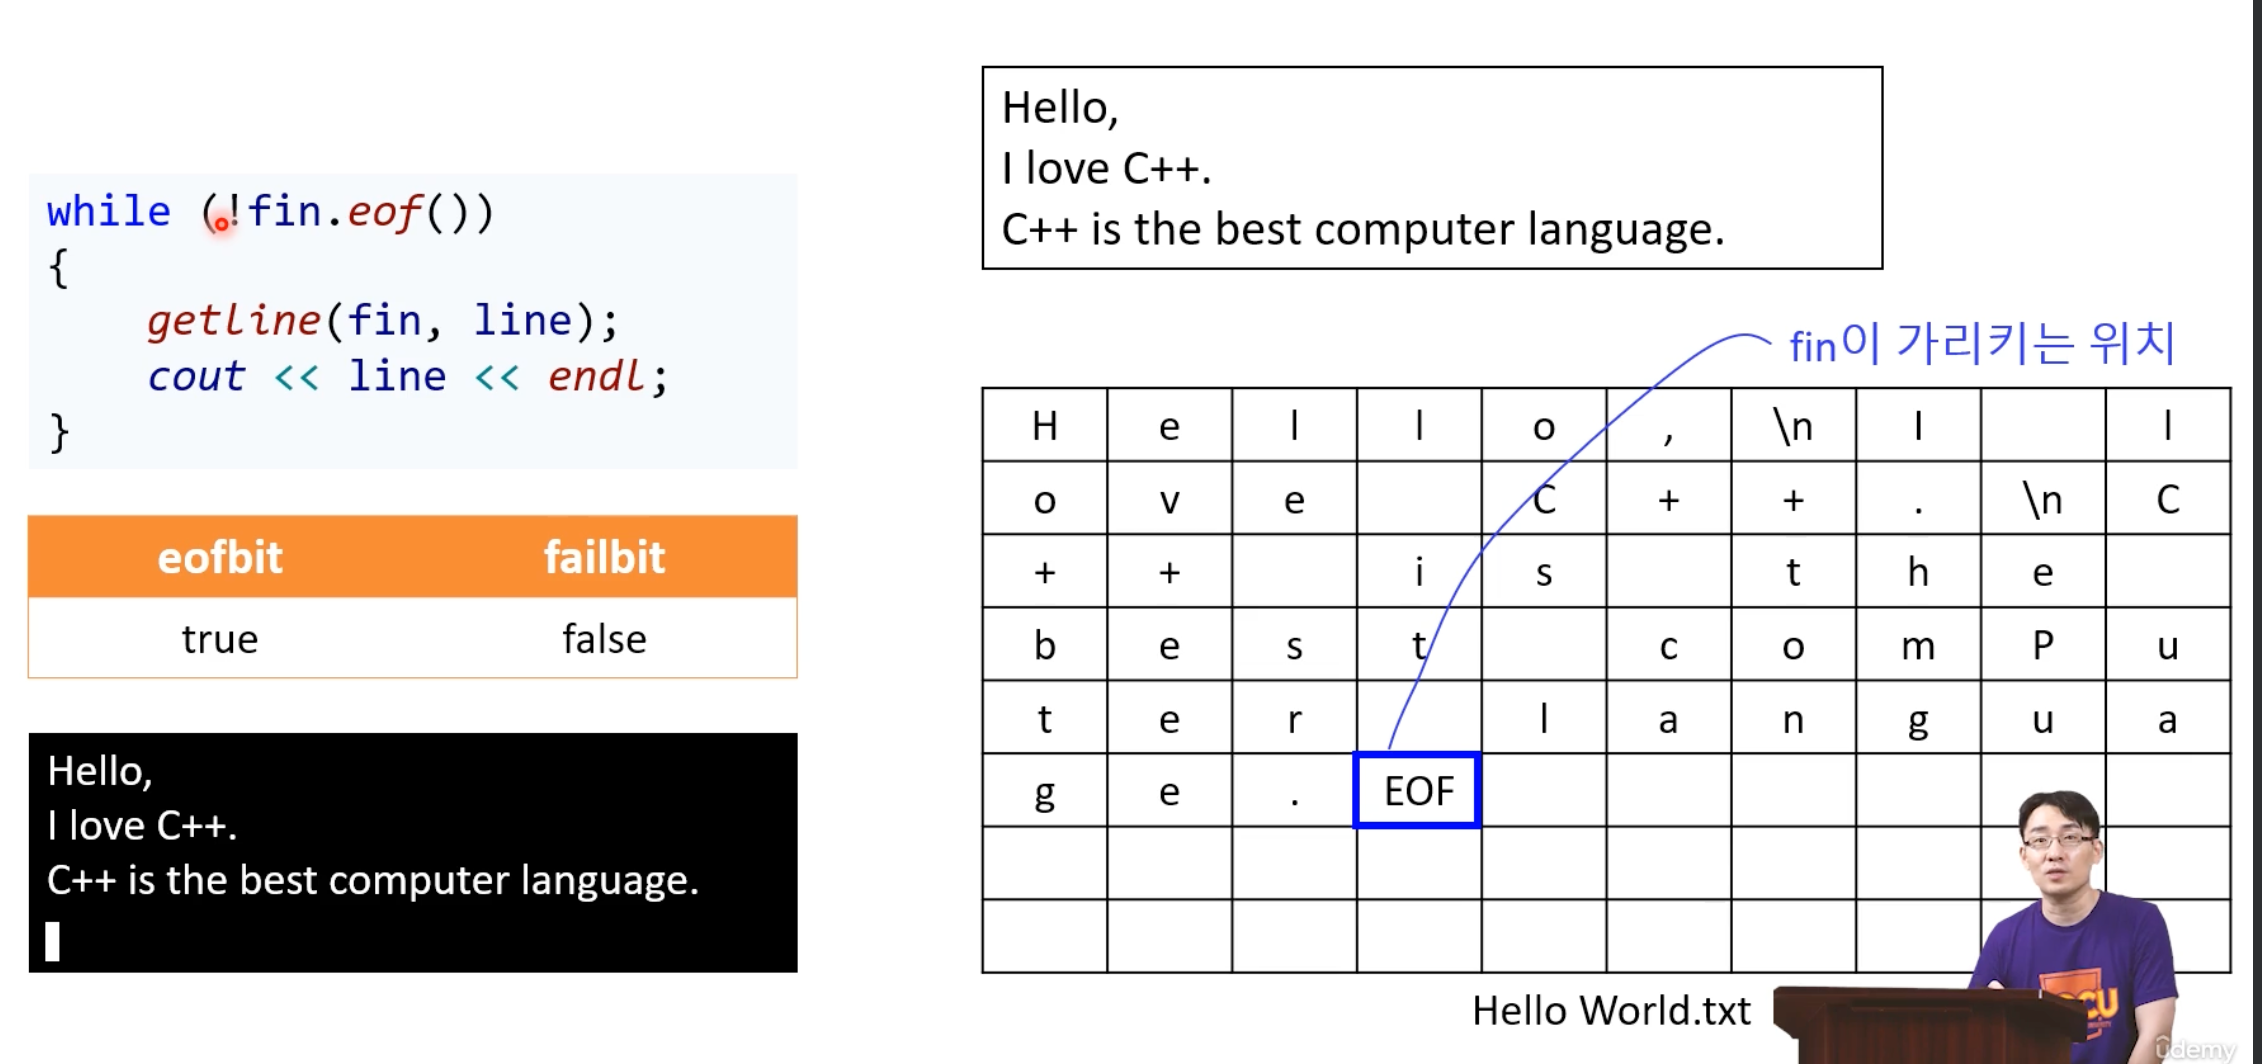 while (!fin.eof())
{
getline(fin, line);
cout << line << endl;
}
eofbit failbit
true false
Hello,
I love C++.
C++ is the best computer language.
Hello,
I love C++.
C++ is the best computer language.
fin이 가리키는 위치
H e l l o , \n I l
o v e C + + . \n C
+ + i s t h e
b e s t c o m P u
t e r l a n g u a
g e . EOF
Hello World.txt
CU
udemy